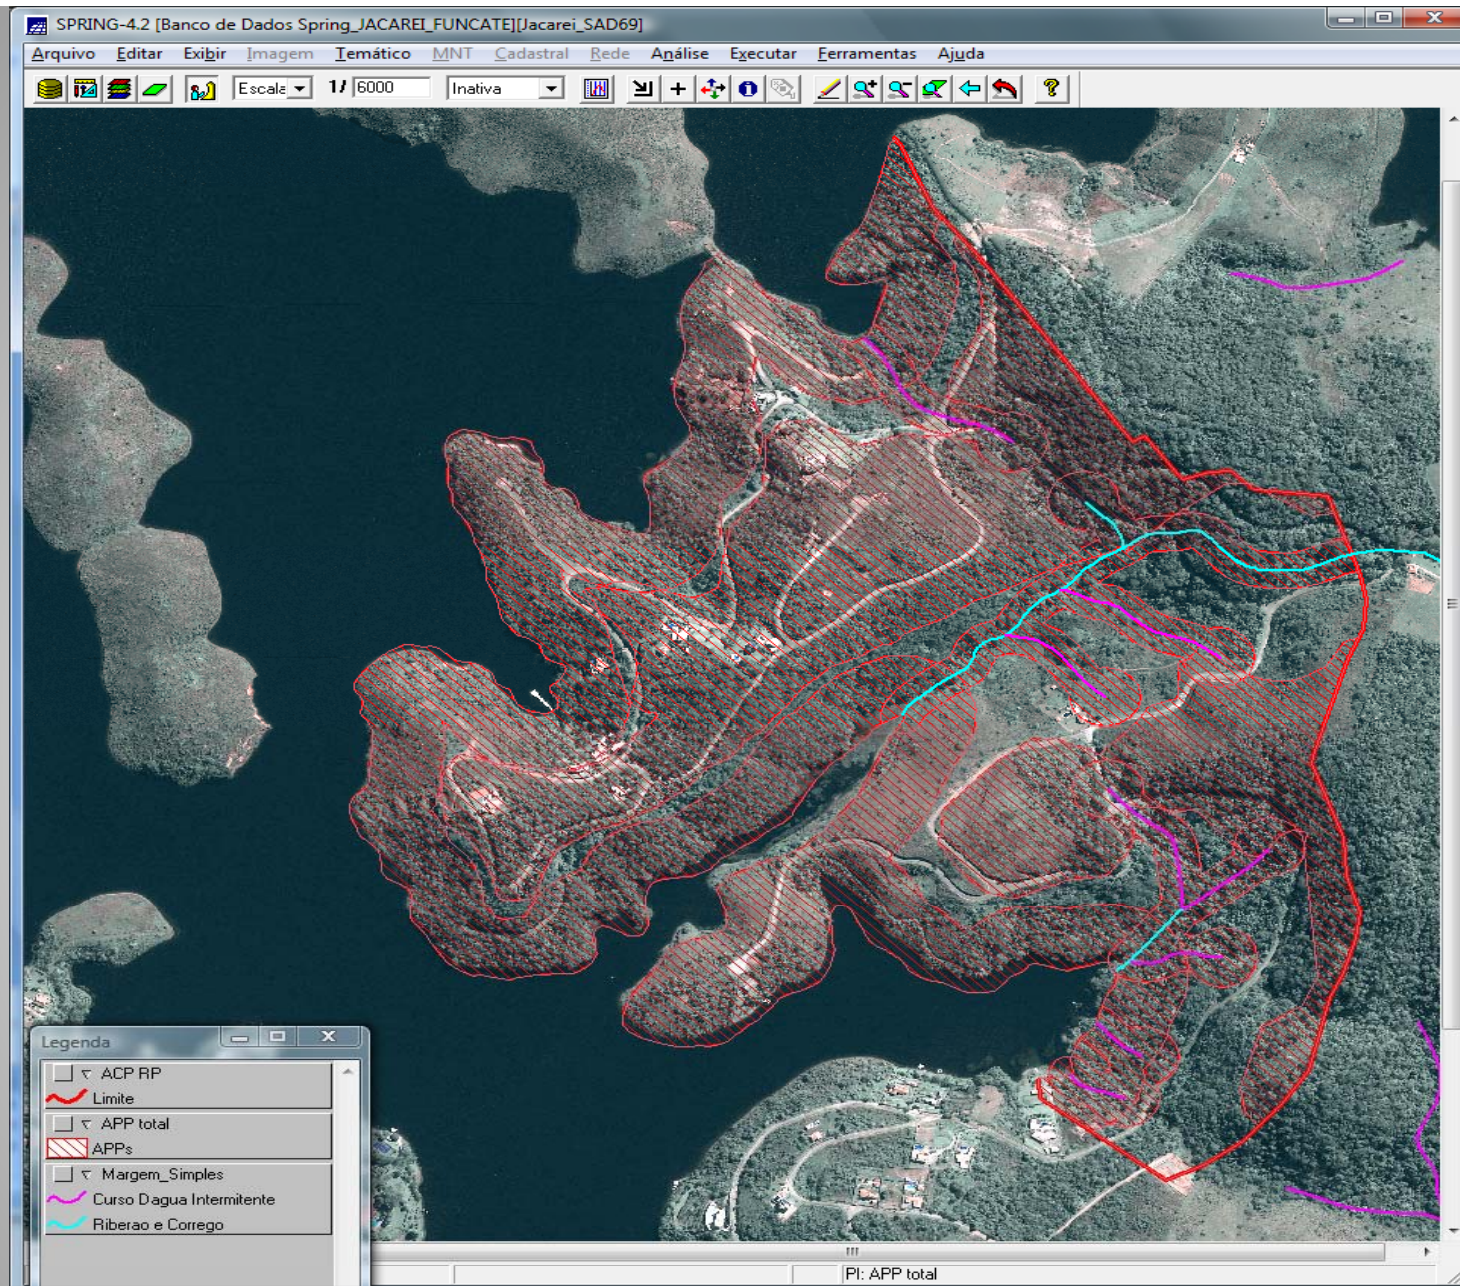 SPRING-4.2 [Banco de Dados Spring_JACAREI_FUNCATE][Jacarei_SAD69]
Arquivo Editar Exibir Imagem Temático MNT Cadastral Rede Análise Executar Ferramentas Ajuda
Escala 1/ 6000 Inativa
Legenda
ACP RP
Limite
APP total
APPs
Margem_Simples
Curso Dagua Intermitente
Riberao e Corrego
PI: APP total